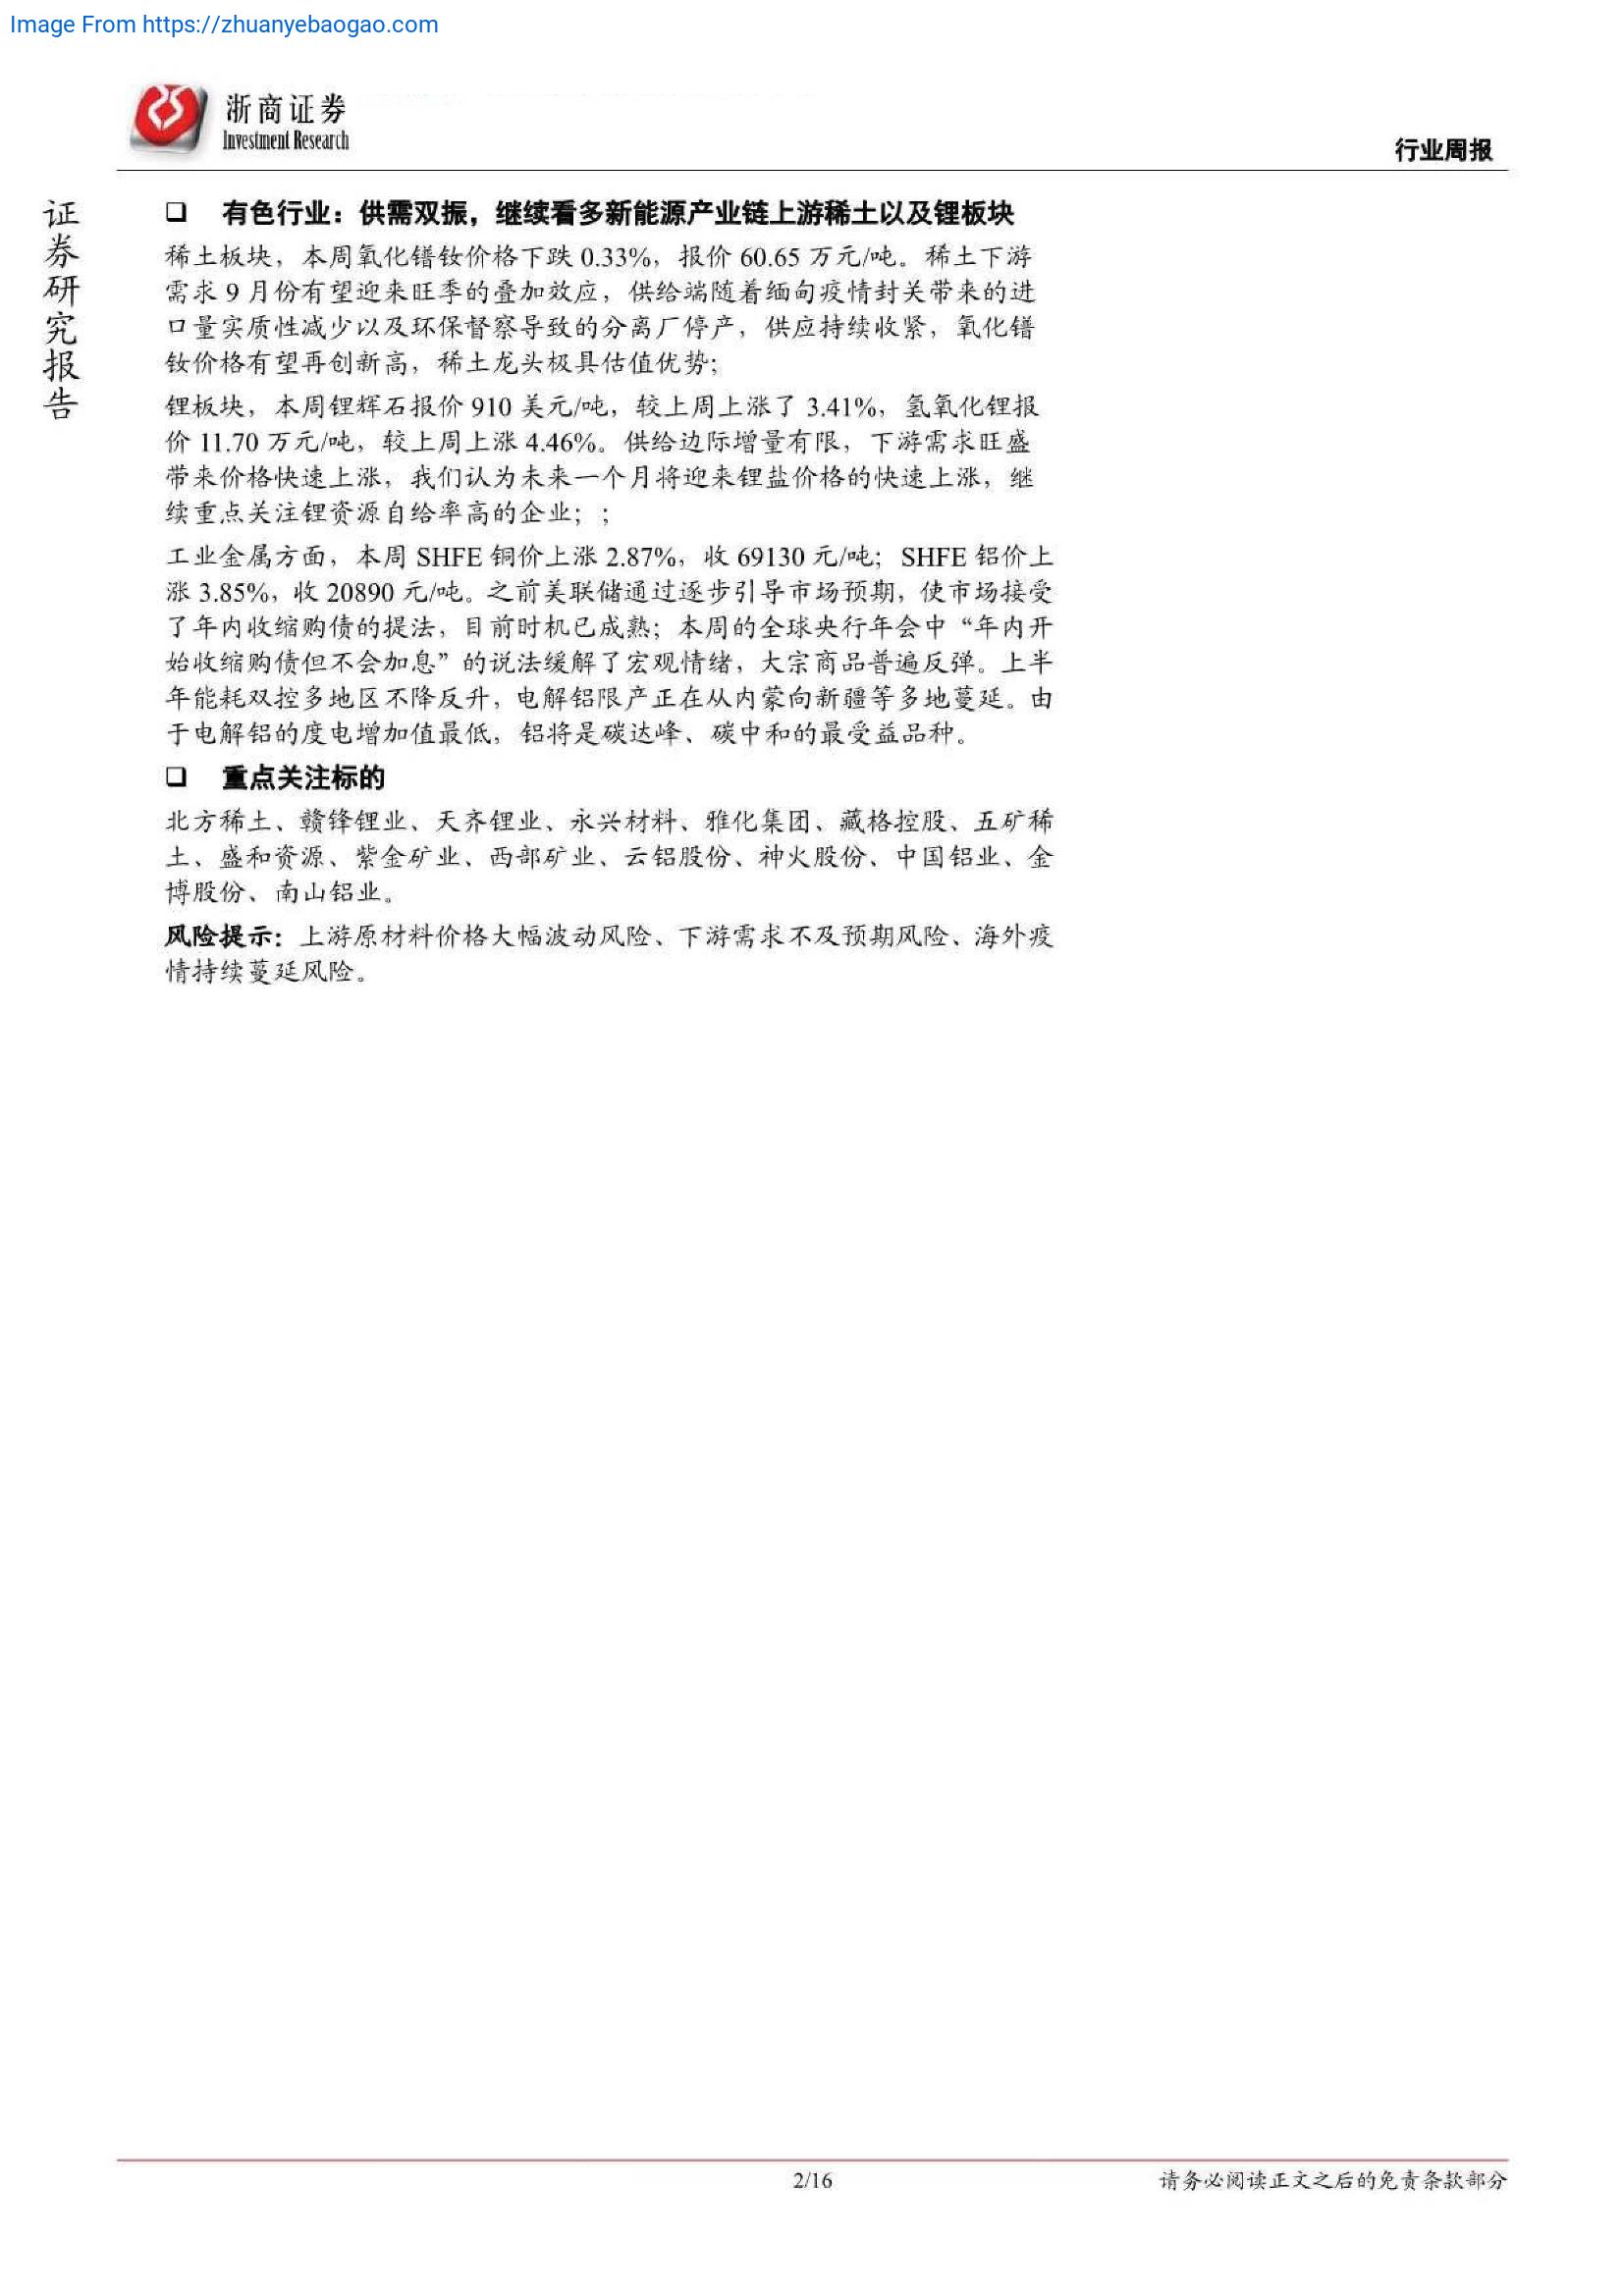 Image From https://zhuanyebaogao.com
浙商证券
Investment Research
行业周报
证券研究报告
❑ 有色行业：供需双振，继续看多新能源产业链上游稀土以及锂板块
稀土板块，本周氧化镨钕价格下跌 0.33%，报价 60.65 万元/吨。稀土下游
需求 9 月份有望迎来旺季的叠加效应，供给端随着缅甸疫情封关带来的进
口量实质性减少以及环保督察导致的分离厂停产，供应持续收紧，氧化镨
钕价格有望再创新高，稀土龙头极具估值优势；
锂板块，本周锂辉石报价 910 美元/吨，较上周上涨了 3.41%，氢氧化锂报
价 11.70 万元/吨，较上周上涨 4.46%。供给边际增量有限，下游需求旺盛
带来价格快速上涨，我们认为未来一个月将迎来锂盐价格的快速上涨，继
续重点关注锂资源自给率高的企业；；
工业金属方面，本周 SHFE 铜价上涨 2.87%，收 69130 元/吨；SHFE 铝价上
涨 3.85%，收 20890 元/吨。之前美联储通过逐步引导市场预期，使市场接受
了年内收缩购债的提法，目前时机已成熟；本周的全球央行年会中“年内开
始收缩购债但不会加息”的说法缓解了宏观情绪，大宗商品普遍反弹。上半
年能耗双控多地区不降反升，电解铝限产正在从内蒙向新疆等多地蔓延。由
于电解铝的度电增加值最低，铝将是碳达峰、碳中和的最受益品种。
❑ 重点关注标的
北方稀土、赣锋锂业、天齐锂业、永兴材料、雅化集团、藏格控股、五矿稀
土、盛和资源、紫金矿业、西部矿业、云铝股份、神火股份、中国铝业、金
博股份、南山铝业。
风险提示：上游原材料价格大幅波动风险、下游需求不及预期风险、海外疫
情持续蔓延风险。
2/16
请务必阅读正文之后的免责条款部分